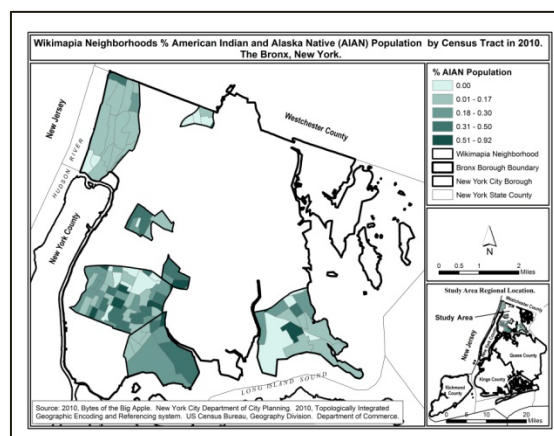 Wikimapia Neighborhoods % American Indian and Alaska Native (AIAN) Population by Census Tract in 2010.
The Bronx, New York.
% AIAN Population
0.00
0.01 - 0.17
0.18 - 0.30
0.31 - 0.50
0.51 - 0.92
Wikimapia Neighborhood
Bronx Borough Boundary
New York City Borough
New York State County
New Jersey
HUDSON RIVER
Westchester County
New York County
LONG ISLAND SOUND
N
0 0.5 1 2
Miles
Study Area Regional Location.
Westchester County
Study Area
New Jersey
New York County
Queens County
Kings County
Richmond
County
0 10 20
Miles
Source: 2010, Bytes of the Big Apple. New York City Department of City Planning. 2010, Topologically Integrated
Geographic Encoding and Referencing system. US Census Bureau, Geography Division. Department of Commerce.